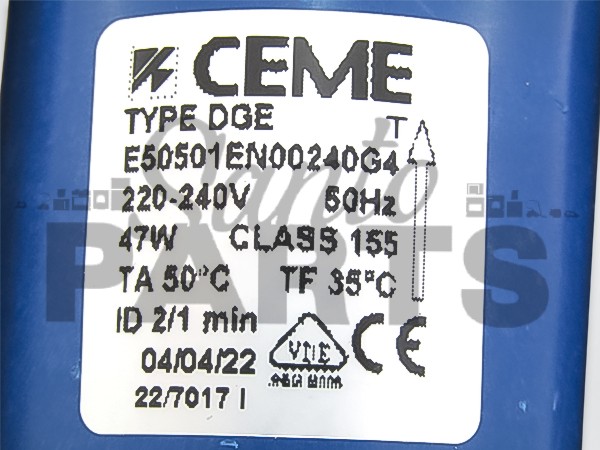 CEME
TYPE DGE T
E50501EN00240G4
220-240V 50Hz
47W CLASS 155
TA 50°C TF 35°C
ID 2/1 min
04/04/22
VDE
CE
22/7017 I
Santo
PARTS